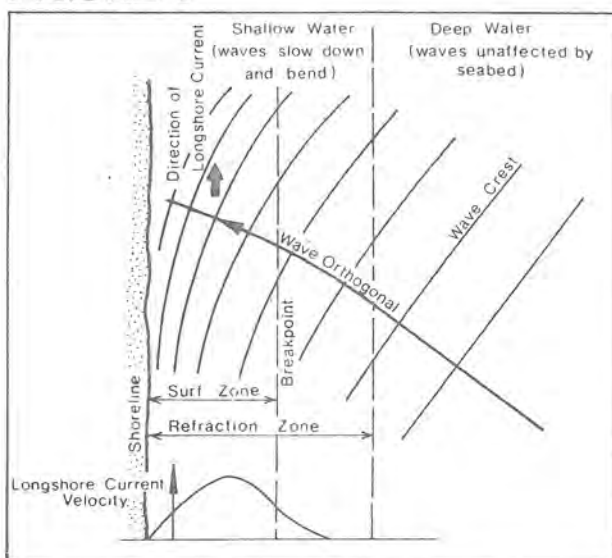 Shallow Water
(waves slow down
and bend)
Deep Water
(waves unaffected by
seabed)
Direction of
Longshore Current
Wave Crest
Wave Orthogonal
Breakpoint
Surf Zone
Refraction Zone
Shoreline
Longshore Current
Velocity